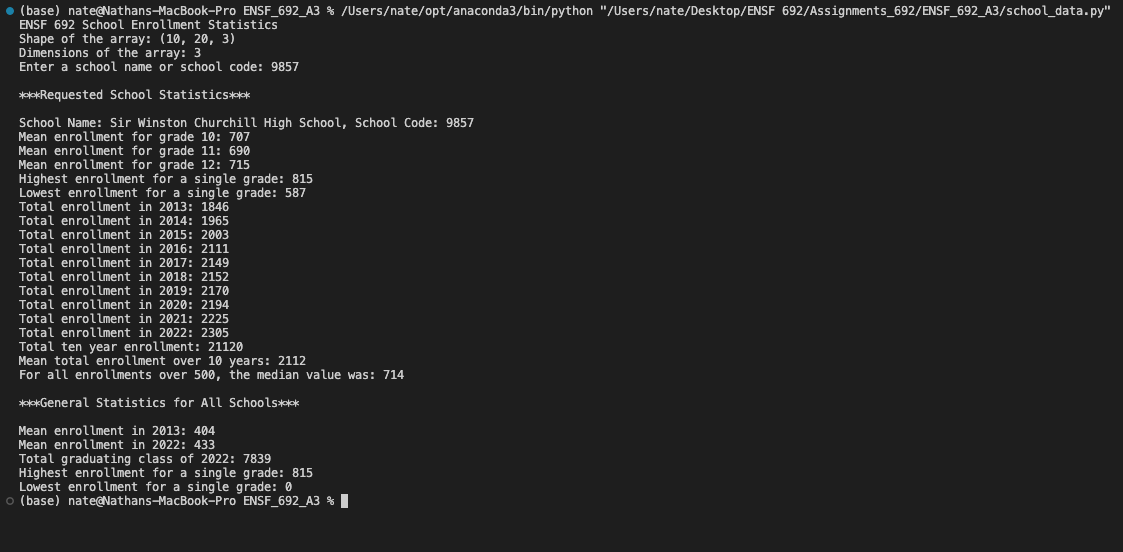 (base) nate@Nathans-MacBook-Pro ENSF_692_A3 % /Users/nate/opt/anaconda3/bin/python "/Users/nate/Desktop/ENSF 692/Assignments_692/ENSF_692_A3/school_data.py"
ENSF 692 School Enrollment Statistics
Shape of the array: (10, 20, 3)
Dimensions of the array: 3
Enter a school name or school code: 9857
***Requested School Statistics***
School Name: Sir Winston Churchill High School, School Code: 9857
Mean enrollment for grade 10: 707
Mean enrollment for grade 11: 690
Mean enrollment for grade 12: 715
Highest enrollment for a single grade: 815
Lowest enrollment for a single grade: 587
Total enrollment in 2013: 1846
Total enrollment in 2014: 1965
Total enrollment in 2015: 2003
Total enrollment in 2016: 2111
Total enrollment in 2017: 2149
Total enrollment in 2018: 2152
Total enrollment in 2019: 2170
Total enrollment in 2020: 2194
Total enrollment in 2021: 2225
Total enrollment in 2022: 2305
Total ten year enrollment: 21120
Mean total enrollment over 10 years: 2112
For all enrollments over 500, the median value was: 714
***General Statistics for All Schools***
Mean enrollment in 2013: 404
Mean enrollment in 2022: 433
Total graduating class of 2022: 7839
Highest enrollment for a single grade: 815
Lowest enrollment for a single grade: 0
(base) nate@Nathans-MacBook-Pro ENSF_692_A3 %